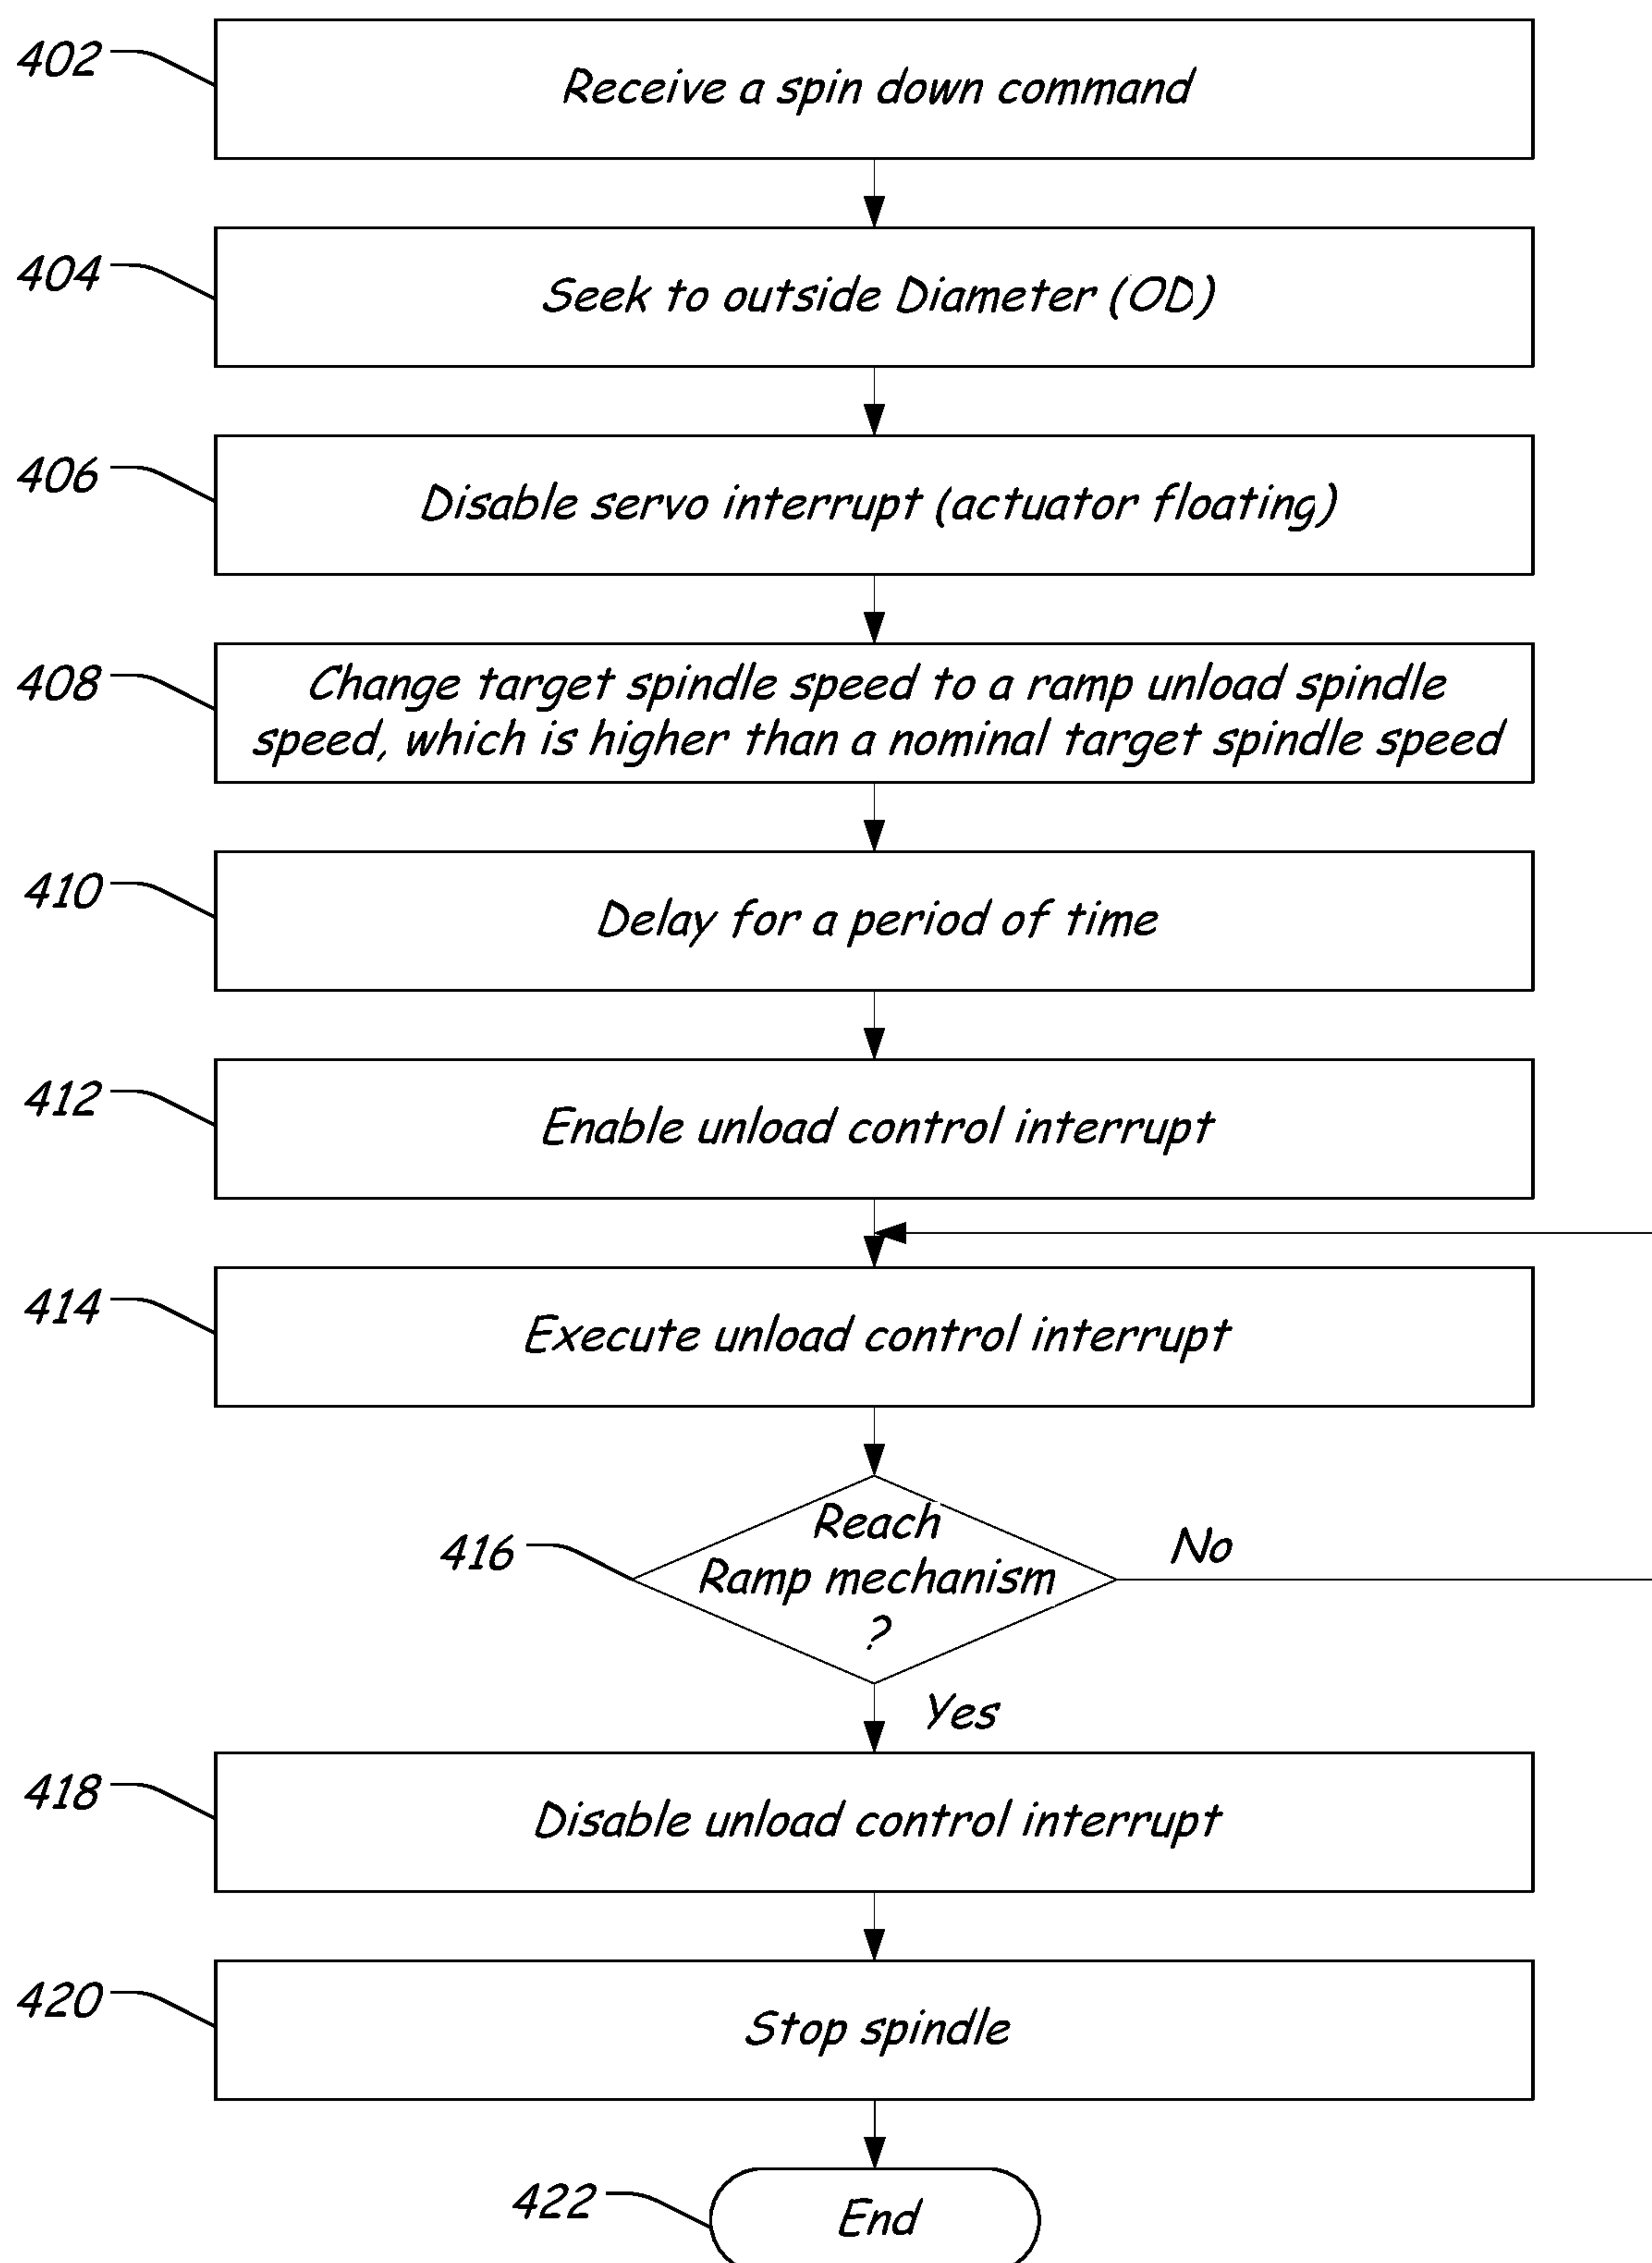 402
Receive a spin down command
404
Seek to outside Diameter (OD)
406
Disable servo interrupt (actuator floating)
408
Change target spindle speed to a ramp unload spindle
speed, which is higher than a nominal target spindle speed
410
Delay for a period of time
412
Enable unload control interrupt
414
Execute unload control interrupt
416
Reach
Ramp mechanism
?
No
Yes
418
Disable unload control interrupt
420
Stop spindle
422
End